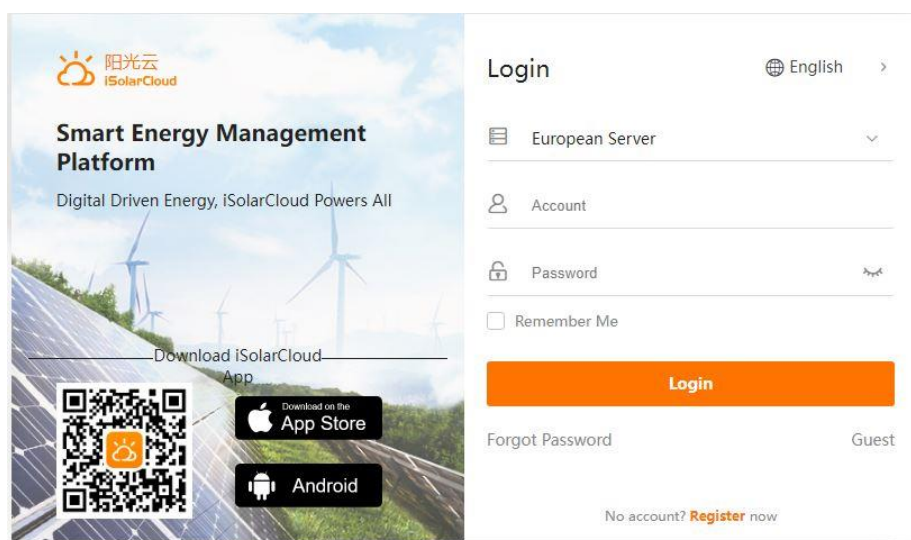 阳光云
iSolarCloud
Smart Energy Management
Platform
Digital Driven Energy, iSolarCloud Powers All
Download iSolarCloud
App
Download on the
App Store
Android
Login
English
European Server
Account
Password
Remember Me
Login
Forgot Password
Guest
No account? Register now